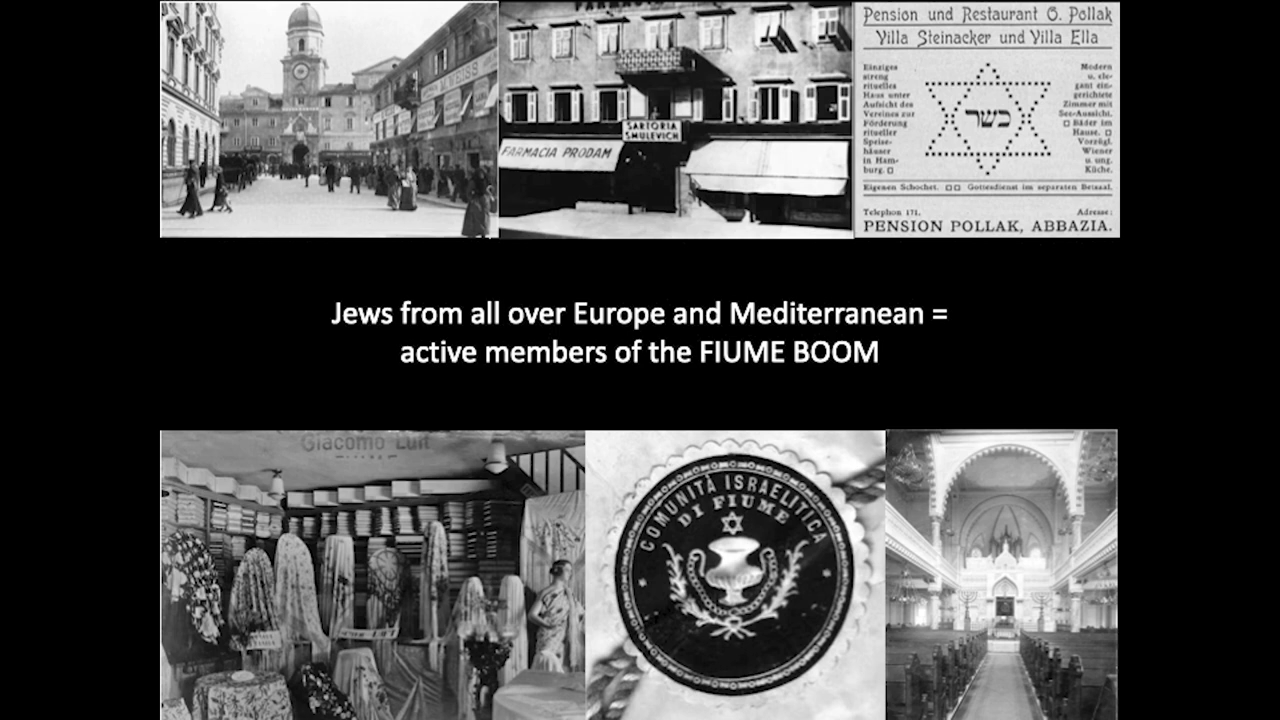 WEISS
FARMAC
SARTORIA
SMULEVICH
FARMACIA PRODAM
Pension und Restaurant O. Pollak
Villa Steinacker und Villa Ella
Einziges
streng
rituelles
Haus unter
Aufsicht des
Vereines zur
Förderung
ritueller
Speise-
häuser
in Ham-
burg.
כשר
Modern
u. ele-
gant ein-
gerichtete
Zimmer mit
See-Aussicht.
Bäder im
Hause.
Vorzügl.
Wiener
u. ung.
Küche.
Eigenen Schochet. Gottesdienst im separaten Betsaal.
Telephon 171. Adresse:
PENSION POLLAK, ABBAZIA.
Jews from all over Europe and Mediterranean =
active members of the FIUME BOOM
Giacomo Luft
COMUNITÀ ISRAELITICA
DI FIUME